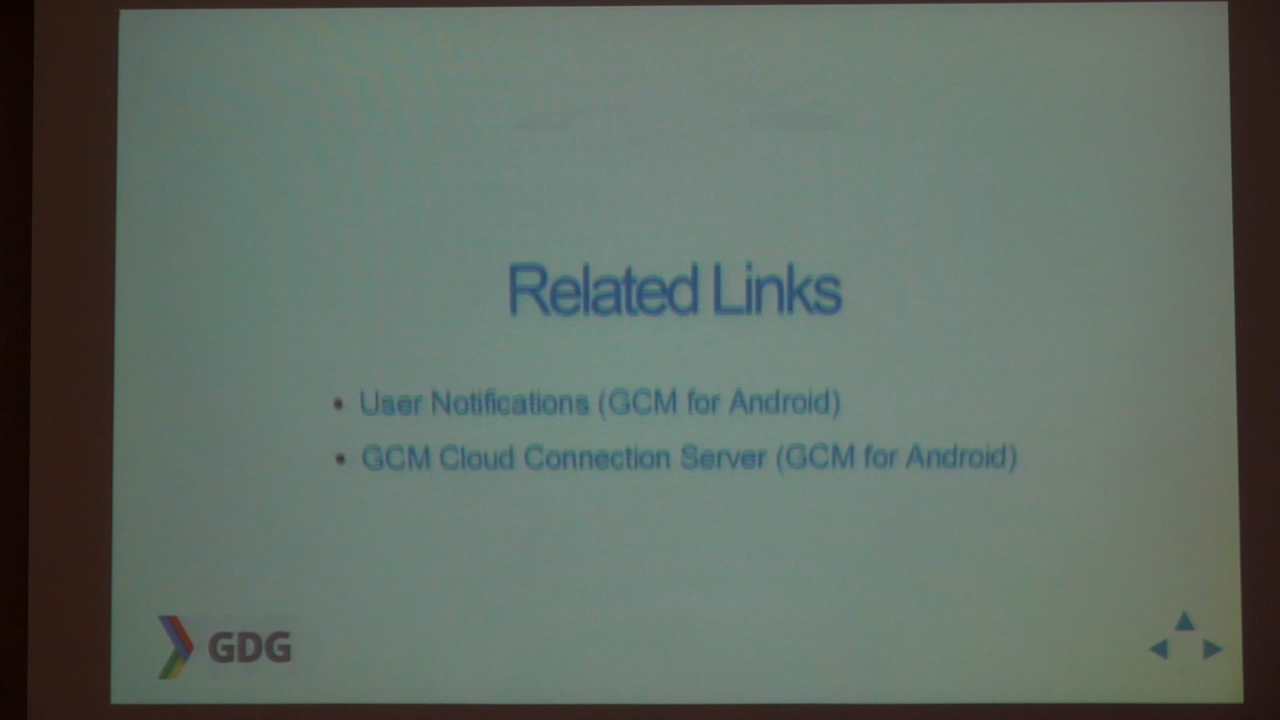 Related Links
• User Notifications (GCM for Android)
• GCM Cloud Connection Server (GCM for Android)
GDG